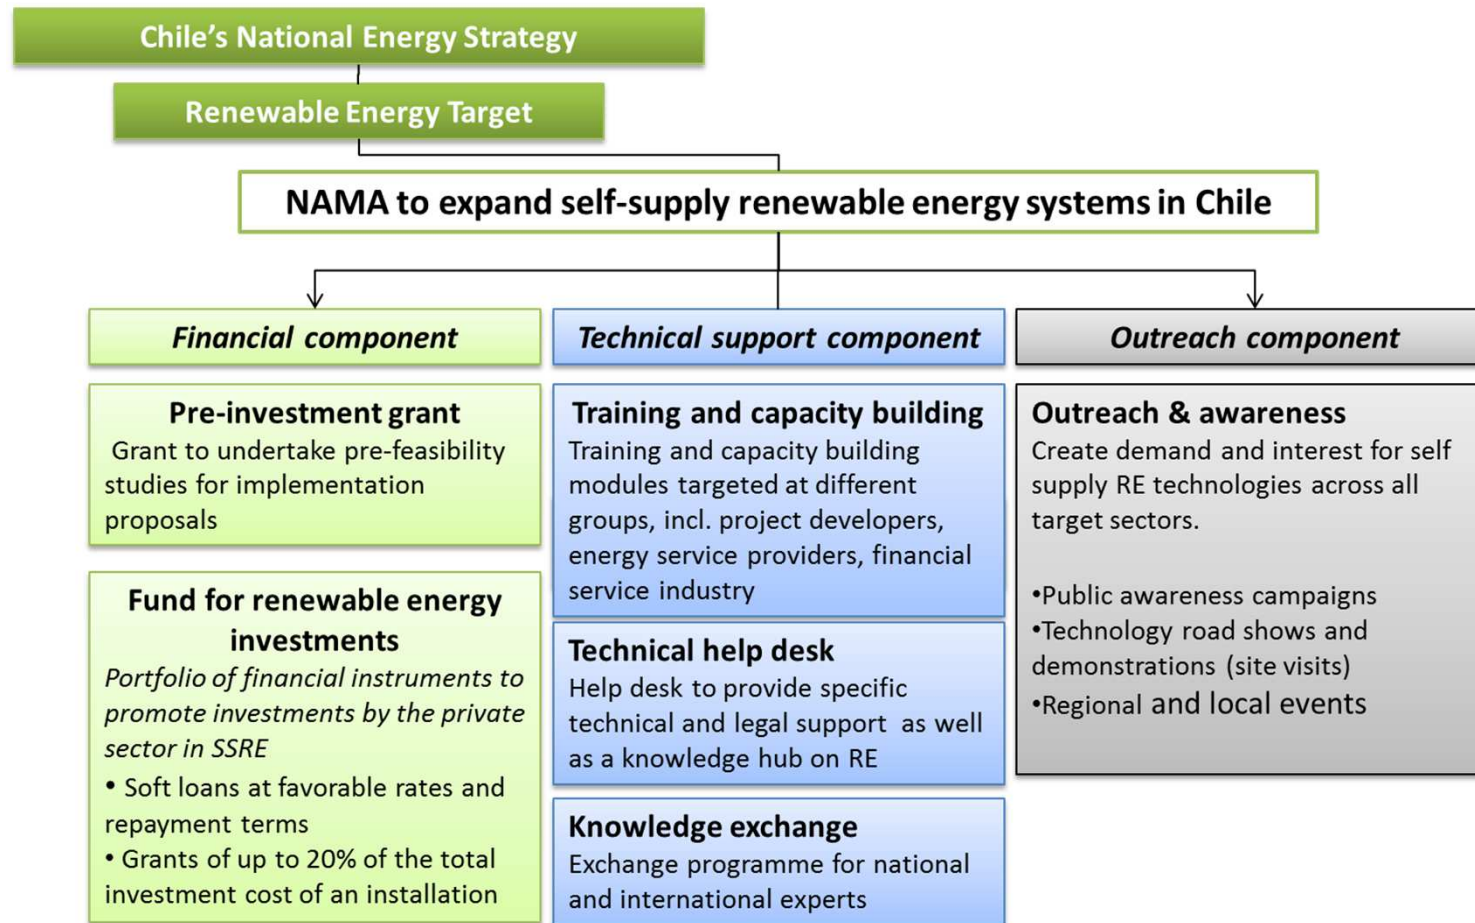 Chile's National Energy Strategy
Renewable Energy Target
NAMA to expand self-supply renewable energy systems in Chile
Financial component
Pre-investment grant
Grant to undertake pre-feasibility
studies for implementation
proposals
Fund for renewable energy
investments
Portfolio of financial instruments to
promote investments by the private
sector in SSRE
• Soft loans at favorable rates and
repayment terms
• Grants of up to 20% of the total
investment cost of an installation
Technical support component
Training and capacity building
Training and capacity building
modules targeted at different
groups, incl. project developers,
energy service providers, financial
service industry
Technical help desk
Help desk to provide specific
technical and legal support as well
as a knowledge hub on RE
Knowledge exchange
Exchange programme for national
and international experts
Outreach component
Outreach & awareness
Create demand and interest for self
supply RE technologies across all
target sectors.
•Public awareness campaigns
•Technology road shows and
demonstrations (site visits)
•Regional and local events